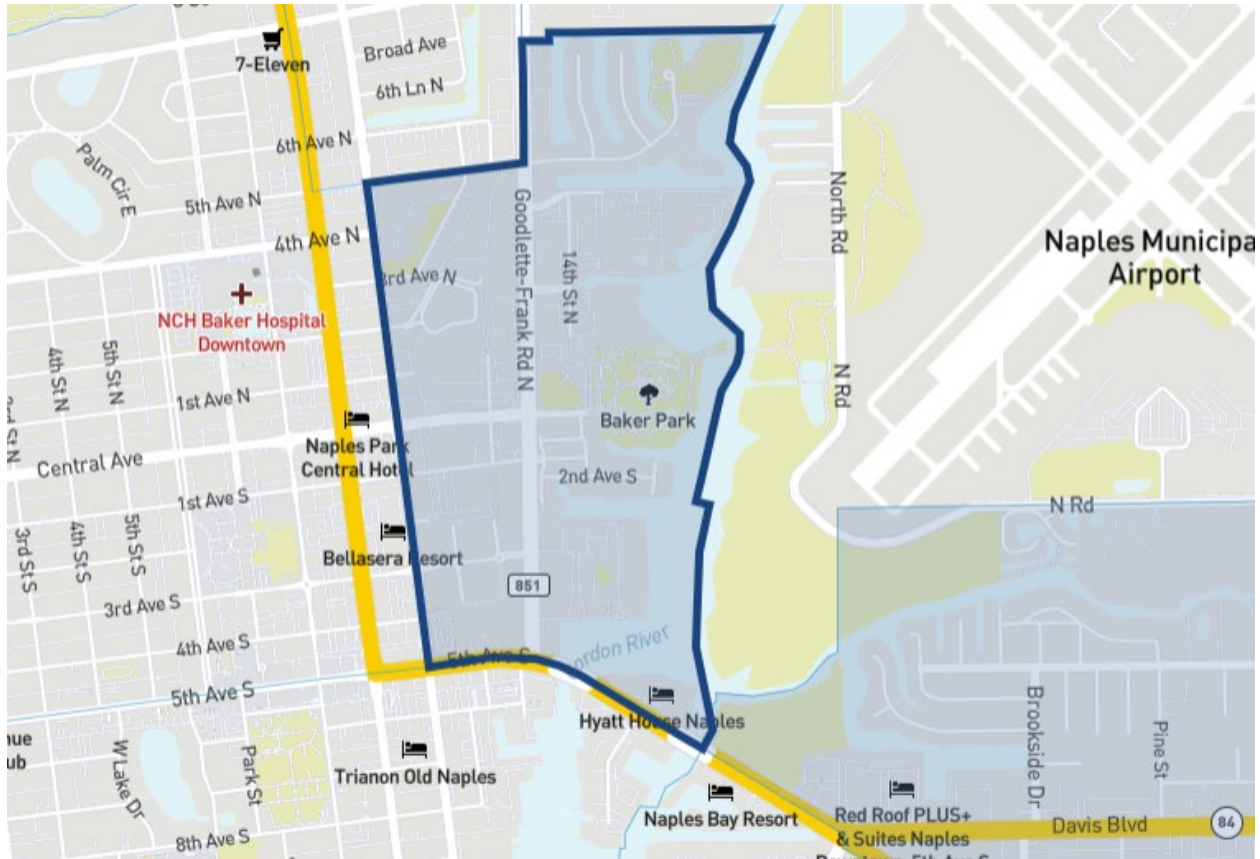 7-Eleven
Broad Ave
6th Ln N
6th Ave N
Palm Cir E
5th Ave N
4th Ave N
3rd Ave N
Goodlette-Frank Rd N
14th St N
North Rd
Naples Municipa
Airport
NCH Baker Hospital
Downtown
4th St N
5th St N
1st Ave N
N Rd
Baker Park
Naples Park
Central Hotel
Central Ave
2nd Ave S
1st Ave S
N Rd
3rd St S
4th St S
5th St S
Bellasera Resort
851
3rd Ave S
4th Ave S
5th Ave S
ordon River
5th Ave S
Hyatt House Naples
nue
ub
W Lake Dr
Park St
Trianon Old Naples
Brookside Dr
Pine St
Naples Bay Resort
Red Roof PLUS+
& Suites Naples
Davis Blvd
84
8th Ave S